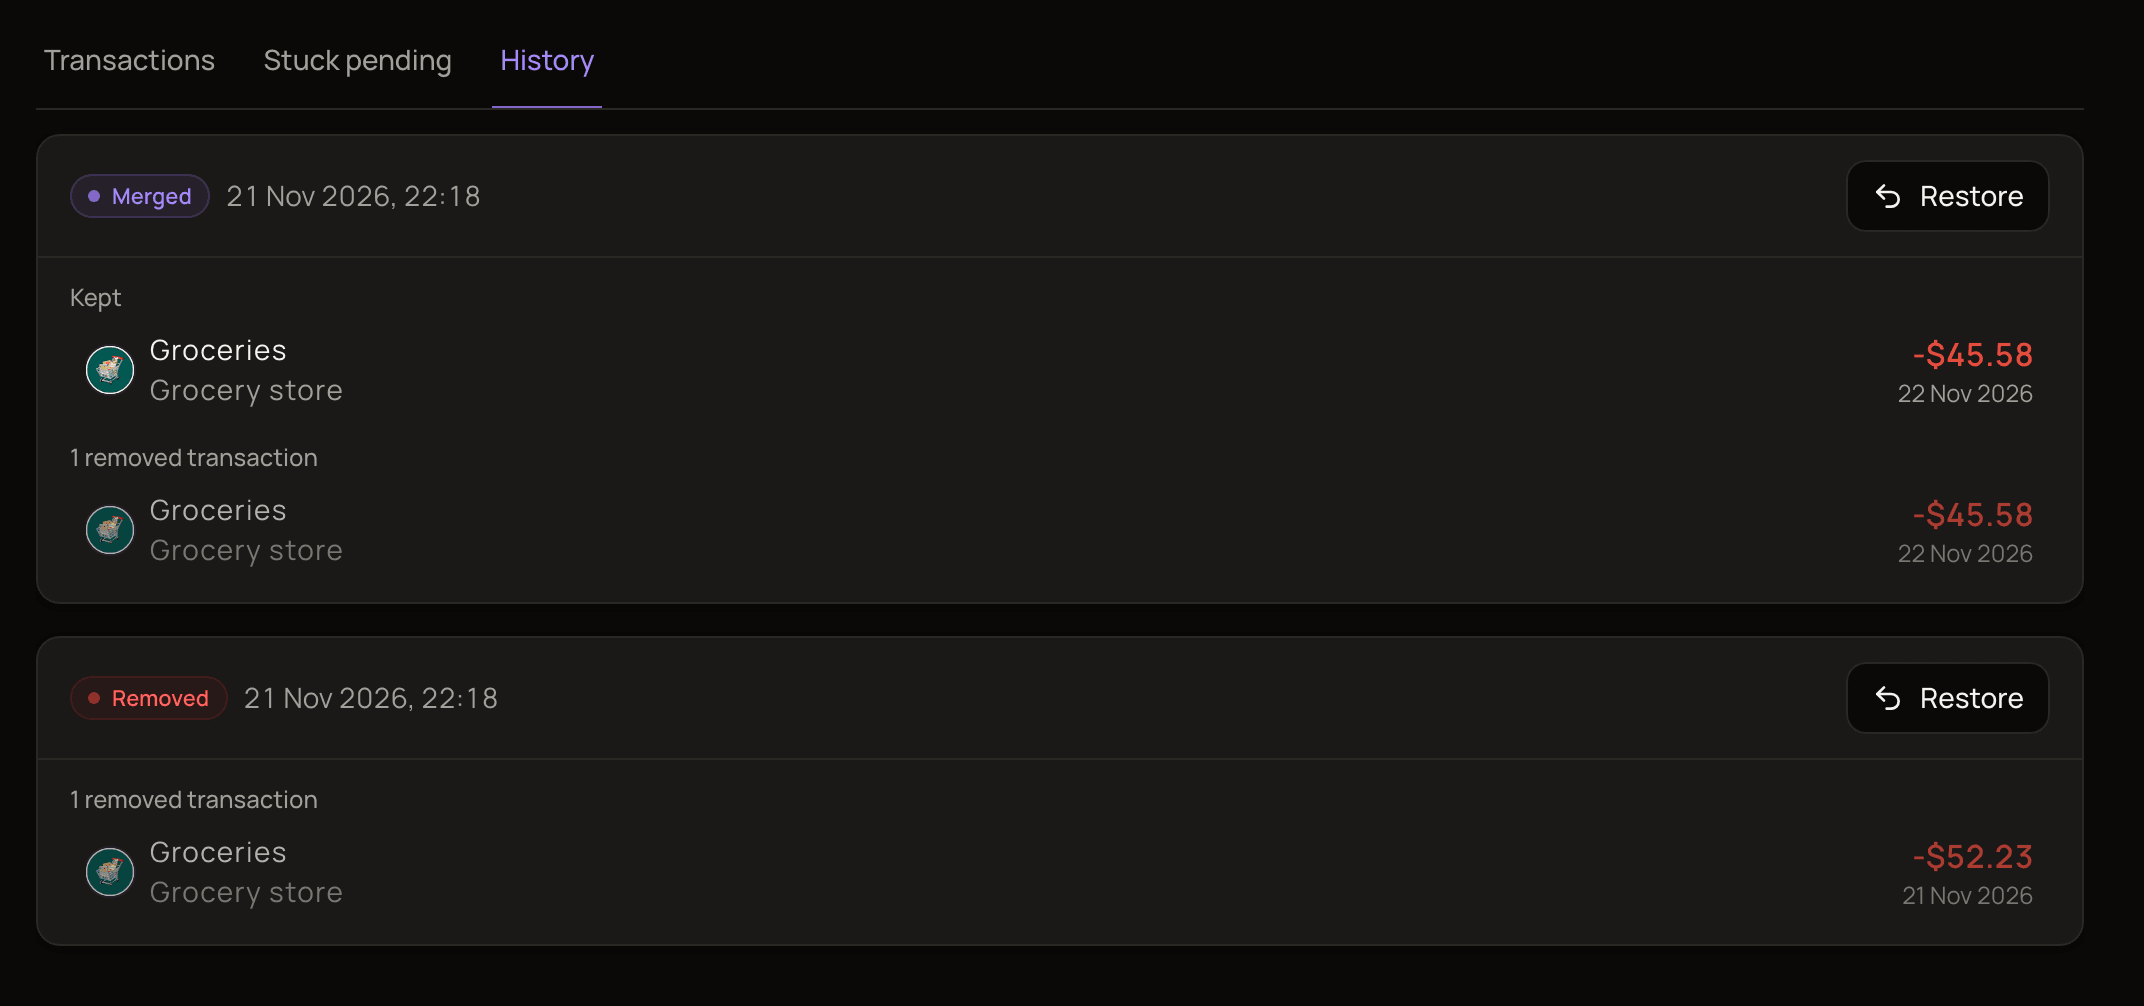 Transactions Stuck pending History
Merged 21 Nov 2026, 22:18 Restore
Kept
Groceries -$45.58
Grocery store 22 Nov 2026
1 removed transaction
Groceries -$45.58
Grocery store 22 Nov 2026
Removed 21 Nov 2026, 22:18 Restore
1 removed transaction
Groceries -$52.23
Grocery store 21 Nov 2026